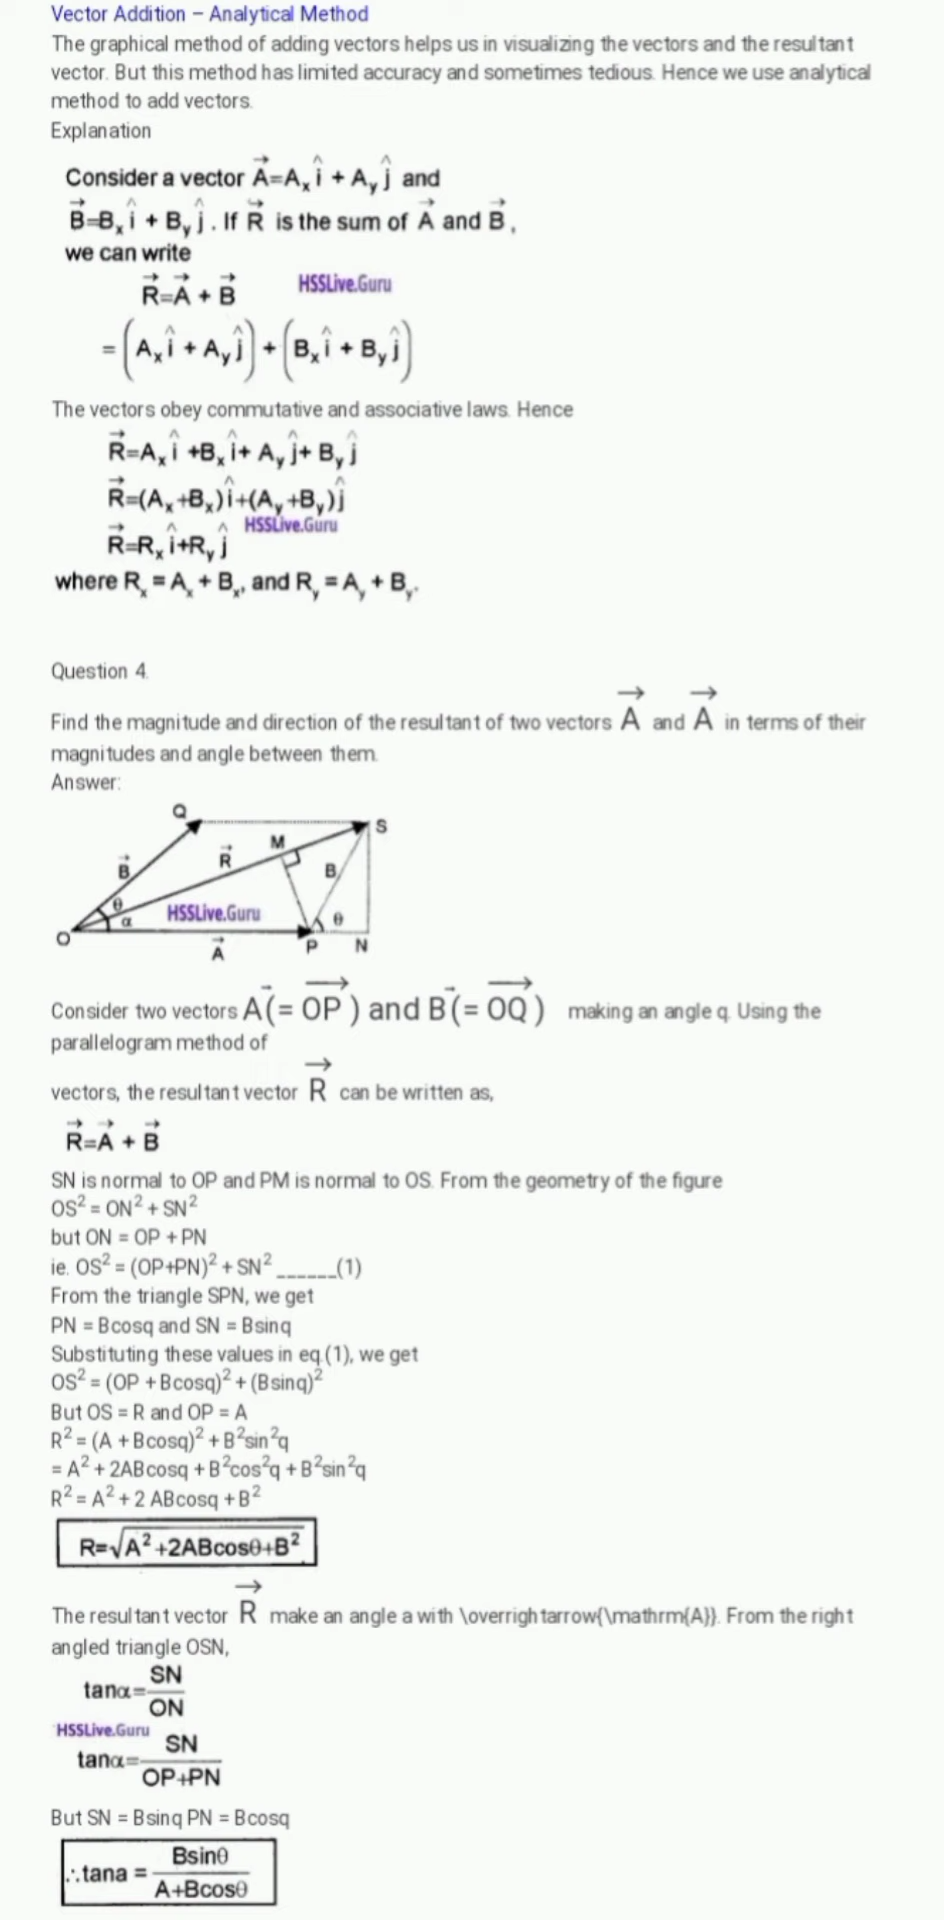 Vector Addition – Analytical Method
The graphical method of adding vectors helps us in visualizing the vectors and the resultant
vector. But this method has limited accuracy and sometimes tedious. Hence we use analytical
method to add vectors.
Explanation
Consider a vector A⃗=Aₓî + Aᵧĵ and
B⃗=Bₓî + Bᵧĵ . If R⃗ is the sum of A⃗ and B⃗,
we can write
R⃗=A⃗ + B⃗ HSSLive.Guru
= (Aₓî + Aᵧĵ) + (Bₓî + Bᵧĵ)
The vectors obey commutative and associative laws. Hence
R⃗=Aₓî +Bₓî+ Aᵧĵ+ Bᵧĵ
R⃗=(Aₓ+Bₓ)î+(Aᵧ+Bᵧ)ĵ
HSSLive.Guru
R⃗=Rₓî+Rᵧĵ
where Rₓ = Aₓ + Bₓ, and Rᵧ = Aᵧ + Bᵧ.
Question 4.
Find the magnitude and direction of the resultant of two vectors A⃗ and A⃗ in terms of their
magnitudes and angle between them.
Answer:
Q
S
M
R⃗
B⃗
B
θ
α
HSSLive.Guru
θ
O
A⃗
P
N
Consider two vectors A⃗(= OP⃗ ) and B⃗(= OQ⃗ ) making an angle q. Using the
parallelogram method of
vectors, the resultant vector R⃗ can be written as,
R⃗=A⃗ + B⃗
SN is normal to OP and PM is normal to OS. From the geometry of the figure
OS² = ON² + SN²
but ON = OP + PN
ie. OS² = (OP+PN)² + SN² ______(1)
From the triangle SPN, we get
PN = Bcosq and SN = Bsinq
Substituting these values in eq.(1), we get
OS² = (OP + Bcosq)² + (Bsinq)²
But OS = R and OP = A
R² = (A + Bcosq)² + B²sin²q
= A² + 2ABcosq + B²cos²q + B²sin²q
R² = A² + 2 ABcosq + B²
R=√A²+2ABcosθ+B²
The resultant vector R⃗ make an angle a with \overrightarrow{\mathrm{A}}. From the right
angled triangle OSN,
tanα=SN/ON
HSSLive.Guru
tanα=SN/OP+PN
But SN = Bsinq PN = Bcosq
∴tana = Bsinθ/A+Bcosθ